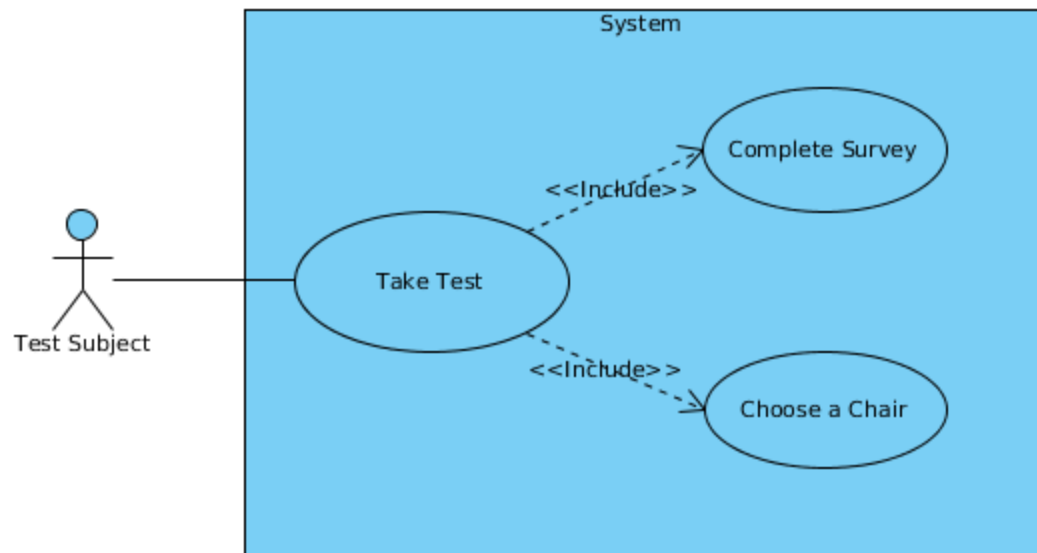 System
Complete Survey
<<Include>>
Take Test
Test Subject
<<Include>>
Choose a Chair